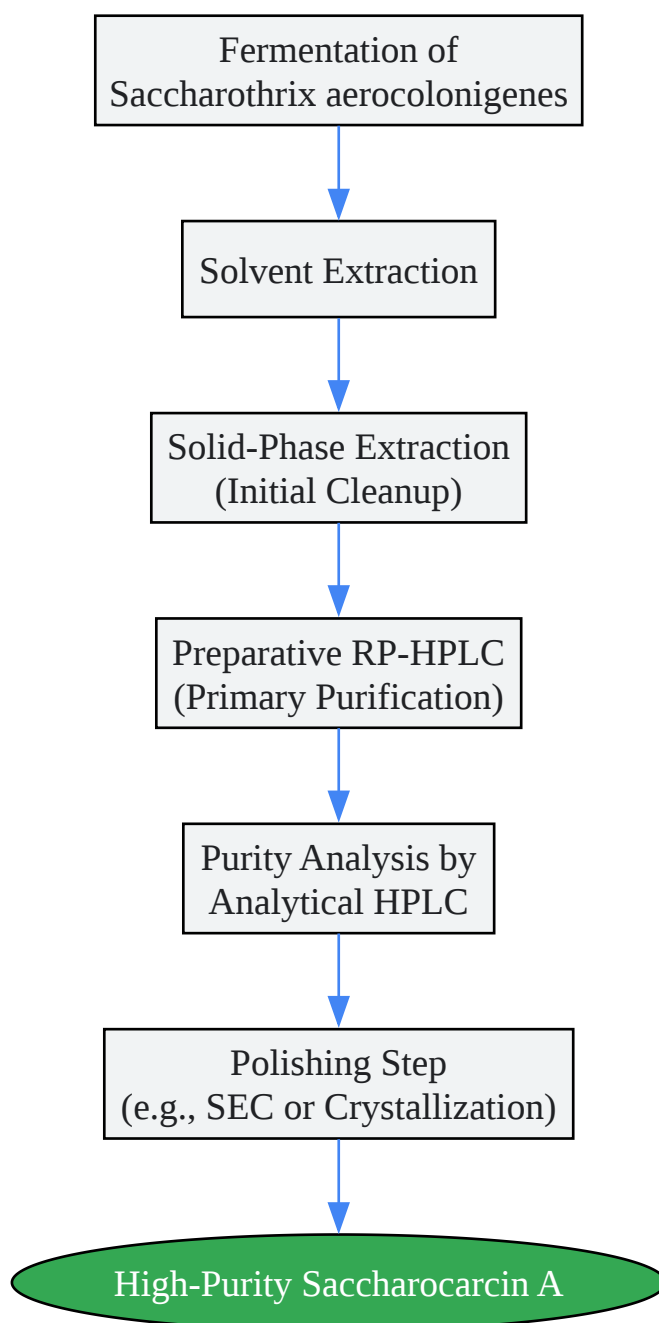 Fermentation of
Saccharothrix aerocolonigenes
Solvent Extraction
Solid-Phase Extraction
(Initial Cleanup)
Preparative RP-HPLC
(Primary Purification)
Purity Analysis by
Analytical HPLC
Polishing Step
(e.g., SEC or Crystallization)
High-Purity Saccharocarcin A